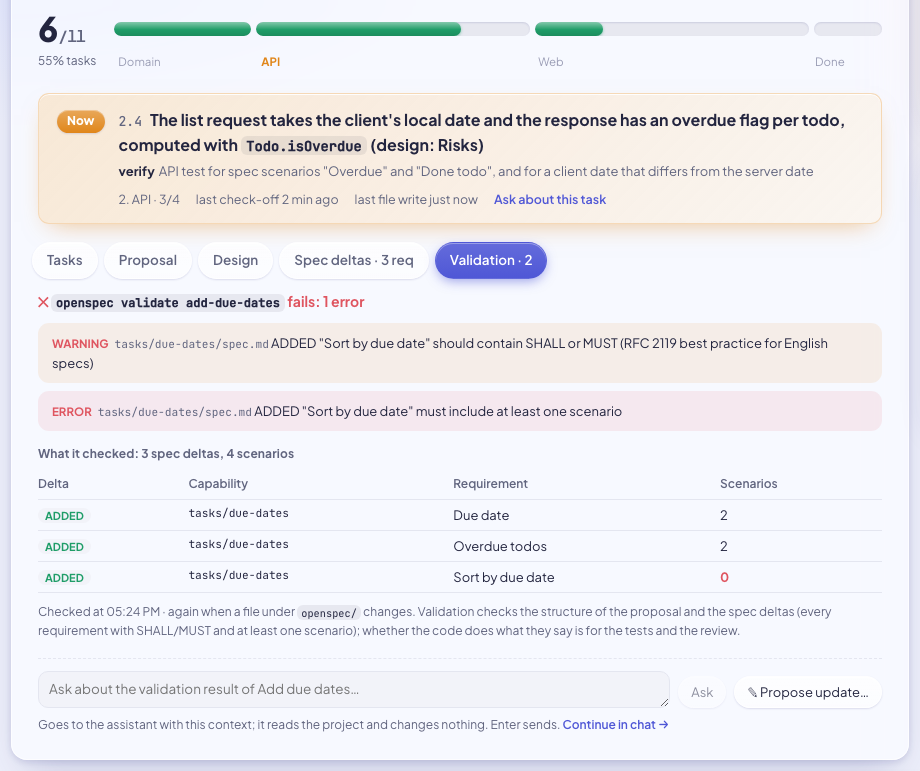 6/11
55% tasks
Domain
API
Web
Done
Now
2.4 The list request takes the client's local date and the response has an overdue flag per todo,
computed with Todo.isOverdue (design: Risks)
verify API test for spec scenarios "Overdue" and "Done todo", and for a client date that differs from the server date
2. API · 3/4 last check-off 2 min ago last file write just now Ask about this task
Tasks
Proposal
Design
Spec deltas · 3 req
Validation · 2
✕ openspec validate add-due-dates fails: 1 error
WARNING tasks/due-dates/spec.md ADDED "Sort by due date" should contain SHALL or MUST (RFC 2119 best practice for English
specs)
ERROR tasks/due-dates/spec.md ADDED "Sort by due date" must include at least one scenario
What it checked: 3 spec deltas, 4 scenarios
Delta Capability Requirement Scenarios
ADDED tasks/due-dates Due date 2
ADDED tasks/due-dates Overdue todos 2
ADDED tasks/due-dates Sort by due date 0
Checked at 05:24 PM · again when a file under openspec/ changes. Validation checks the structure of the proposal and the spec deltas (every
requirement with SHALL/MUST and at least one scenario); whether the code does what they say is for the tests and the review.
Ask about the validation result of Add due dates…
Ask
✎ Propose update…
Goes to the assistant with this context; it reads the project and changes nothing. Enter sends. Continue in chat →